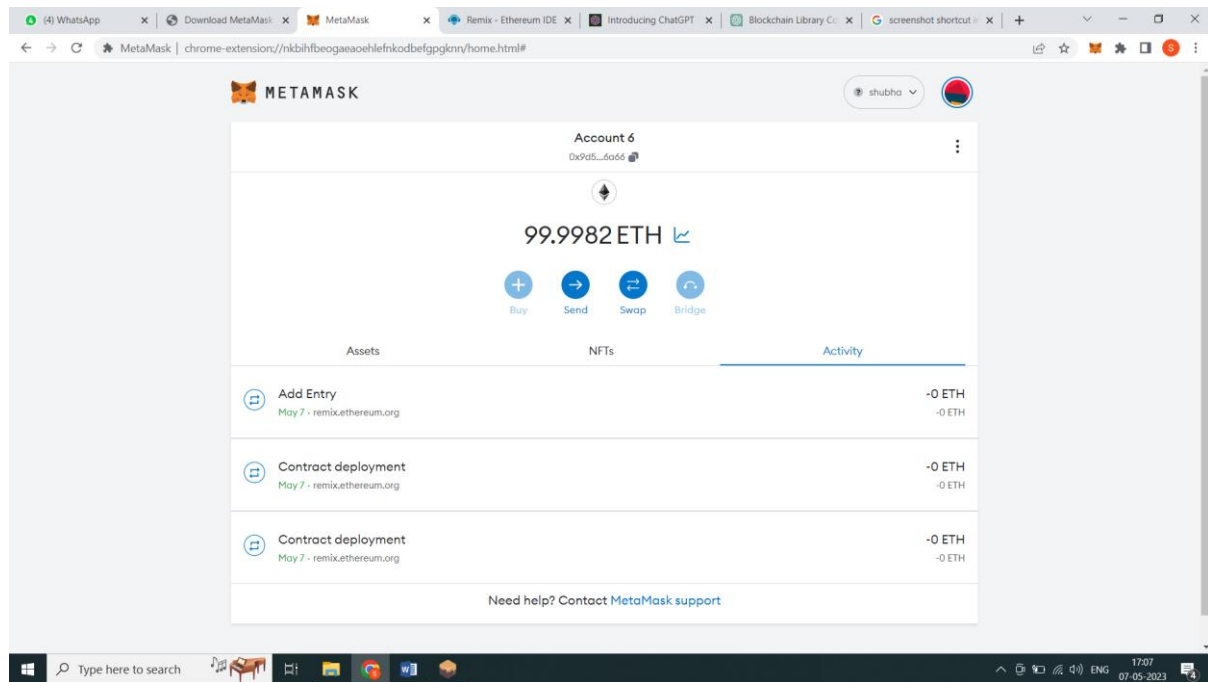 (4) WhatsApp
Download MetaMask
MetaMask
Remix - Ethereum IDE
Introducing ChatGPT
Blockchain Library Co
screenshot shortcut i
MetaMask | chrome-extension://nkbihfbeogaeaoehlefnkodbefgpgknn/home.html#
S
METAMASK
shubha
Account 6
0x9d5...6a66
99.9982 ETH
Buy Send Swap Bridge
Assets NFTs Activity
Add Entry -0 ETH
May 7 · remix.ethereum.org -0 ETH
Contract deployment -0 ETH
May 7 · remix.ethereum.org -0 ETH
Contract deployment -0 ETH
May 7 · remix.ethereum.org -0 ETH
Need help? Contact MetaMask support
Type here to search
ENG
17:07
07-05-2023
4